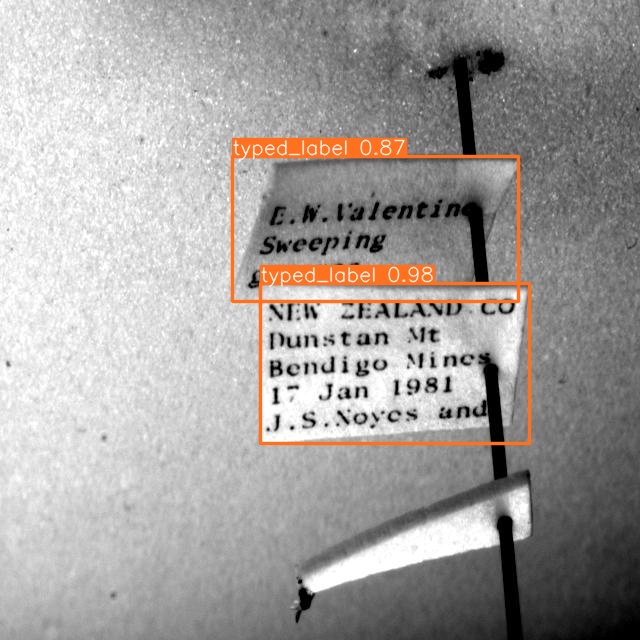 typed_label 0.87
E.W.Valentine
Sweeping
typed_label 0.98
NEW ZEALAND CO
Dunstan Mt
Bendigo Mines
17 Jan 1981
J.S.Noyes and